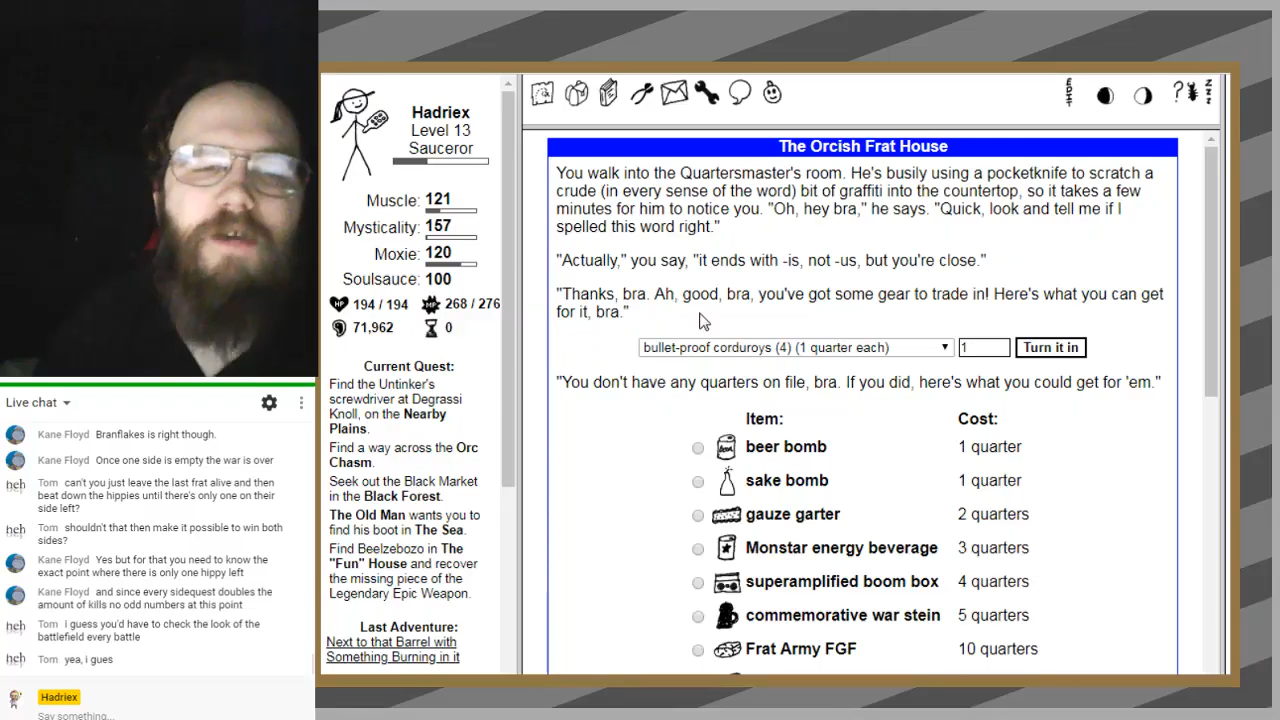 Hadriex
Level 13
Sauceror
Muscle: 121
Mysticality: 157
Moxie: 120
Soulsauce: 100
194 / 194
268 / 276
71,962
0
Current Quest:
Find the Untinker's
screwdriver at Degrassi
Knoll, on the Nearby
Plains.
Find a way across the Orc
Chasm.
Seek out the Black Market
in the Black Forest.
The Old Man wants you to
find his boot in The Sea.
Find Beelzebozo in The
"Fun" House and recover
the missing piece of the
Legendary Epic Weapon.
Last Adventure:
Next to that Barrel with
Something Burning in it
The Orcish Frat House
You walk into the Quartersmaster's room. He's busily using a pocketknife to scratch a
crude (in every sense of the word) bit of graffiti into the countertop, so it takes a few
minutes for him to notice you. "Oh, hey bra," he says. "Quick, look and tell me if I
spelled this word right."
"Actually," you say, "it ends with -is, not -us, but you're close."
"Thanks, bra. Ah, good, bra, you've got some gear to trade in! Here's what you can get
for it, bra."
bullet-proof corduroys (4) (1 quarter each)
1
Turn it in
"You don't have any quarters on file, bra. If you did, here's what you could get for 'em."
Item: Cost:
beer bomb 1 quarter
sake bomb 1 quarter
gauze garter 2 quarters
Monstar energy beverage 3 quarters
superamplified boom box 4 quarters
commemorative war stein 5 quarters
Frat Army FGF 10 quarters
Live chat
Kane Floyd Branflakes is right though.
Kane Floyd Once one side is empty the war is over
heh Tom can't you just leave the last frat alive and then
beat down the hippies until there's only one on their
side left?
heh Tom shouldn't that then make it possible to win both
sides?
Kane Floyd Yes but for that you need to know the
exact point where there is only one hippy left
Kane Floyd and since every sidequest doubles the
amount of kills no odd numbers at this point
heh Tom i guess you'd have to check the look of the
battlefield every battle
heh Tom yea, i gues
Hadriex
Say something...